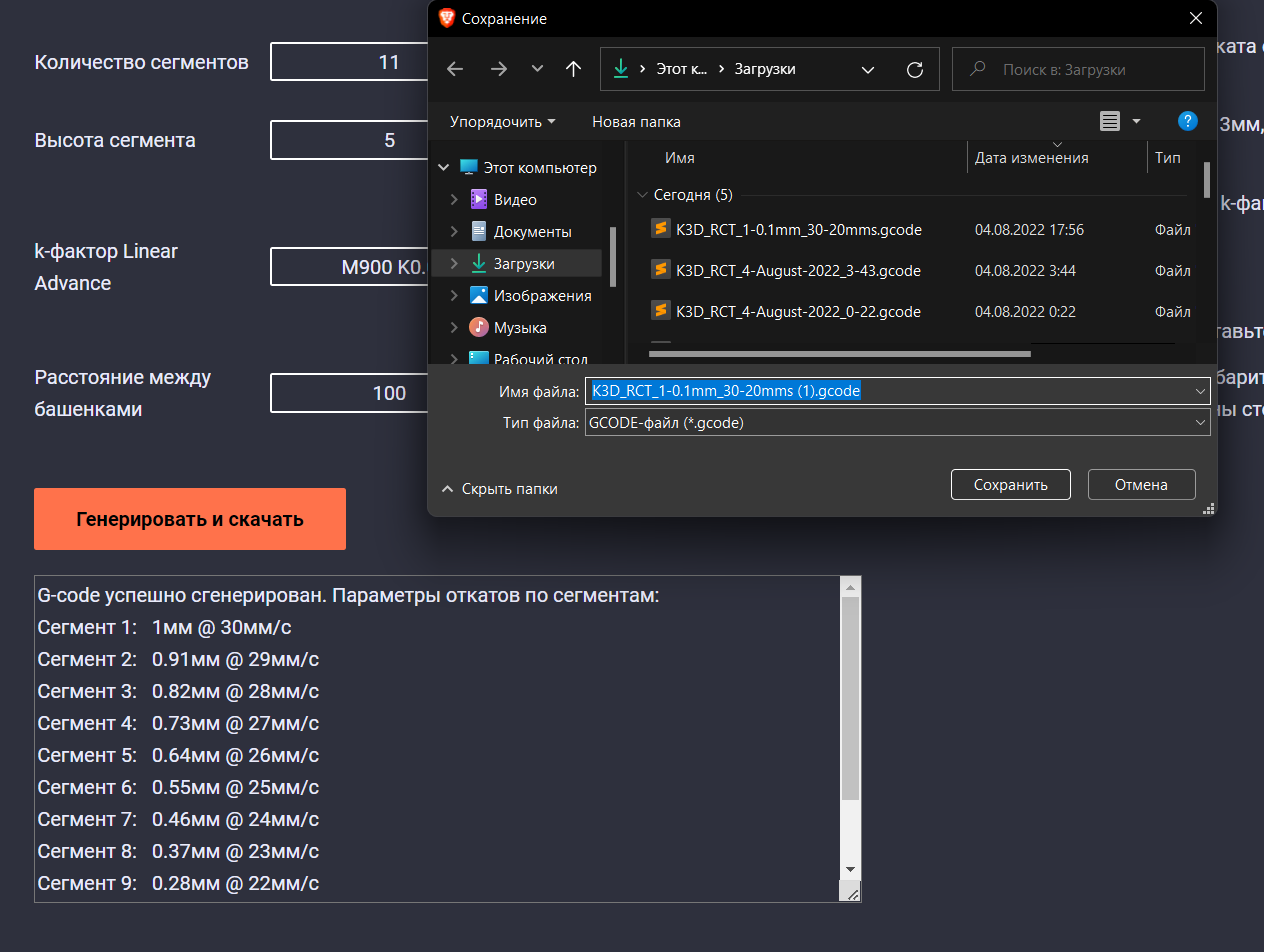 Сохранение
Этот к... Загрузки
Поиск в: Загрузки
Упорядочить Новая папка
?
Этот компьютер
Видео
Документы
Загрузки
Изображения
Музыка
Рабочий стол
Имя Дата изменения Тип
Сегодня (5)
K3D_RCT_1-0.1mm_30-20mms.gcode 04.08.2022 17:56 Файл
K3D_RCT_4-August-2022_3-43.gcode 04.08.2022 3:44 Файл
K3D_RCT_4-August-2022_0-22.gcode 04.08.2022 0:22 Файл
Имя файла: K3D_RCT_1-0.1mm_30-20mms (1).gcode
Тип файла: GCODE-файл (*.gcode)
Скрыть папки
Сохранить Отмена
Количество сегментов 11
Высота сегмента 5
3мм,
k-фактор Linear
Advance
M900 K0.
Расстояние между
башенками
100
Генерировать и скачать
G-code успешно сгенерирован. Параметры откатов по сегментам:
Сегмент 1: 1мм @ 30мм/с
Сегмент 2: 0.91мм @ 29мм/с
Сегмент 3: 0.82мм @ 28мм/с
Сегмент 4: 0.73мм @ 27мм/с
Сегмент 5: 0.64мм @ 26мм/с
Сегмент 6: 0.55мм @ 25мм/с
Сегмент 7: 0.46мм @ 24мм/с
Сегмент 8: 0.37мм @ 23мм/с
Сегмент 9: 0.28мм @ 22мм/с